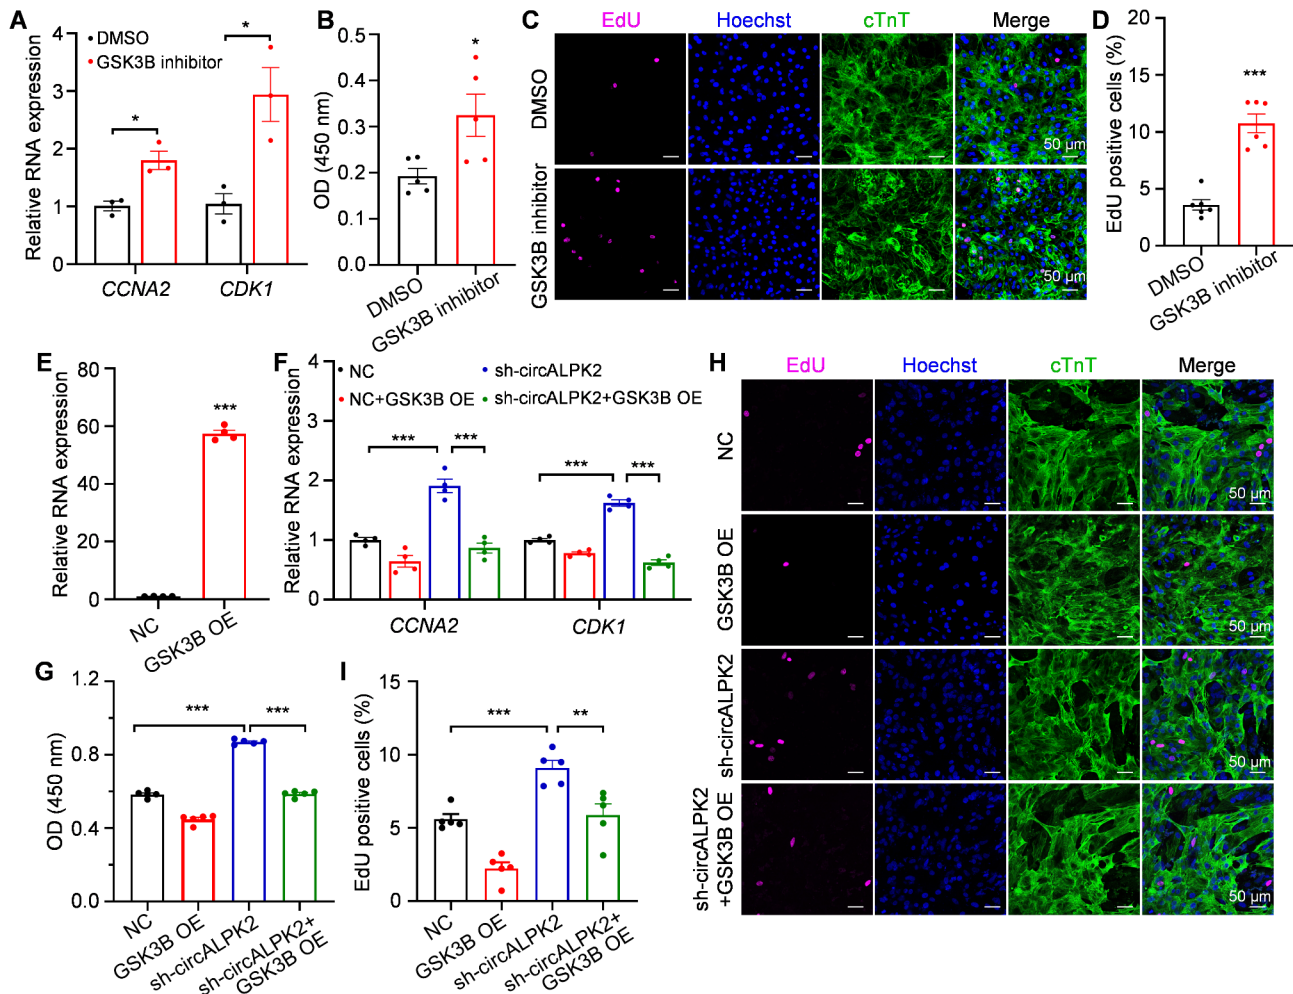 A
Relative RNA expression
4
3
2
1
0
DMSO
GSK3B inhibitor
*
*
CCNA2
CDK1
B
OD (450 nm)
0.5
0.4
0.3
0.2
0.1
0.0
*
DMSO
GSK3B inhibitor
C
EdU
Hoechst
cTnT
Merge
DMSO
50 µm
GSK3B inhibitor
50 µm
D
EdU positive cells (%)
20
15
10
5
0
***
DMSO
GSK3B inhibitor
E
Relative RNA expression
80
60
40
20
0
***
NC
GSK3B OE
F
Relative RNA expression
4
3
2
1
0
NC
sh-circALPK2
NC+GSK3B OE
sh-circALPK2+GSK3B OE
***
***
***
***
CCNA2
CDK1
G
OD (450 nm)
1.2
0.8
0.4
0.0
***
***
NC
GSK3B OE
sh-circALPK2
sh-circALPK2+
GSK3B OE
I
EdU positive cells (%)
15
10
5
0
***
**
NC
GSK3B OE
sh-circALPK2
sh-circALPK2+
GSK3B OE
H
EdU
Hoechst
cTnT
Merge
NC
50 µm
GSK3B OE
50 µm
sh-circALPK2
50 µm
sh-circALPK2
+GSK3B OE
50 µm